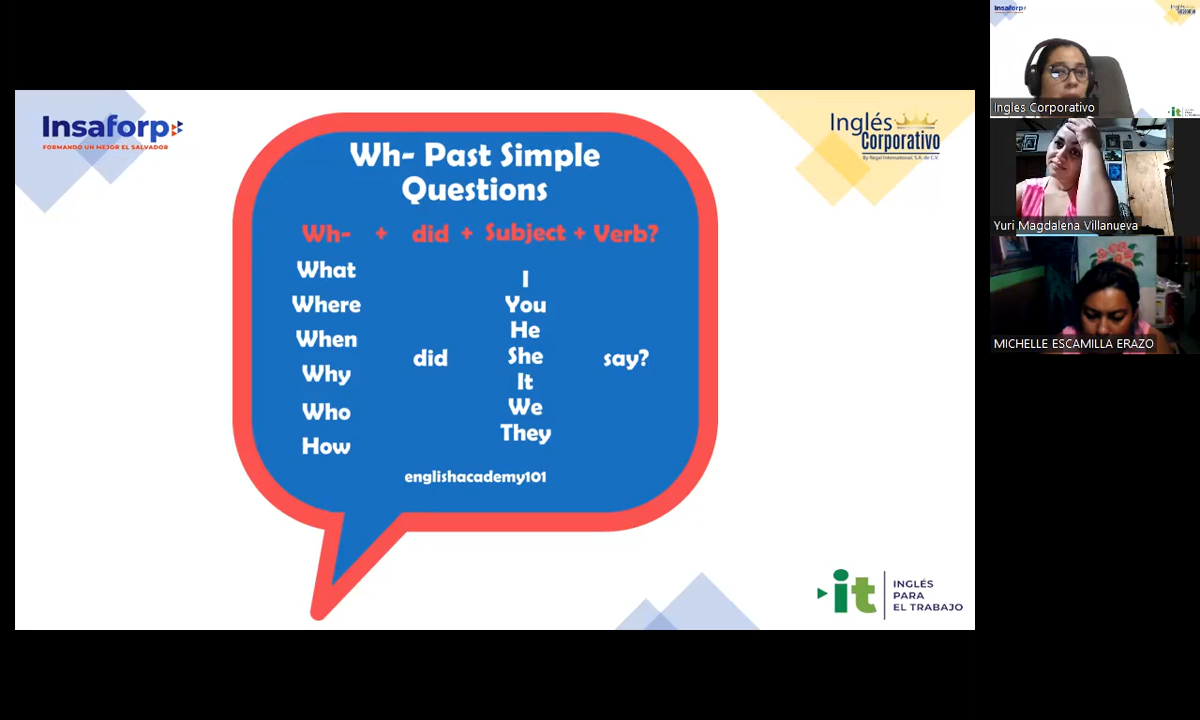 Insaforp
FORMANDO UN MEJOR EL SALVADOR
Inglés
Corporativo
By Regal International, S.A. de C.V.
Wh- Past Simple
Questions
Wh- + did + Subject + Verb?
What
Where
When
Why
Who
How
did
I
You
He
She
It
We
They
say?
englishacademy101
it
INGLÉS
PARA
EL TRABAJO
Insaforp
Ingles Corporativo
it
Yuri Magdalena Villanueva
MICHELLE ESCAMILLA ERAZO